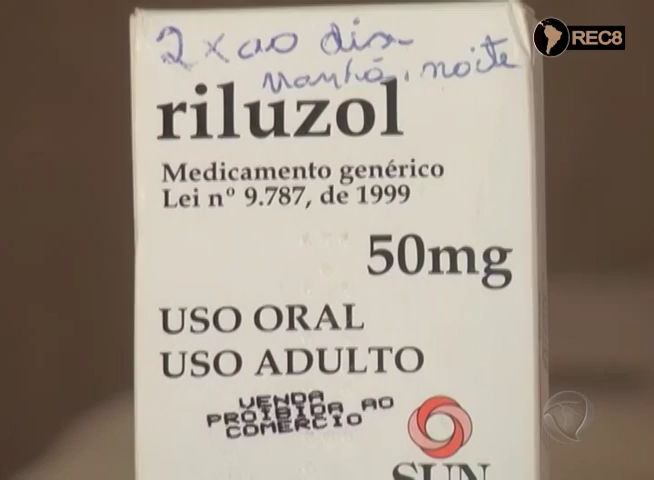 REC8
2 x ao dia
manhã, noite
riluzol
Medicamento genérico
Lei nº 9.787, de 1999
50mg
USO ORAL
USO ADULTO
VENDA
PROIBIDA AO
COMERCIO
SUN